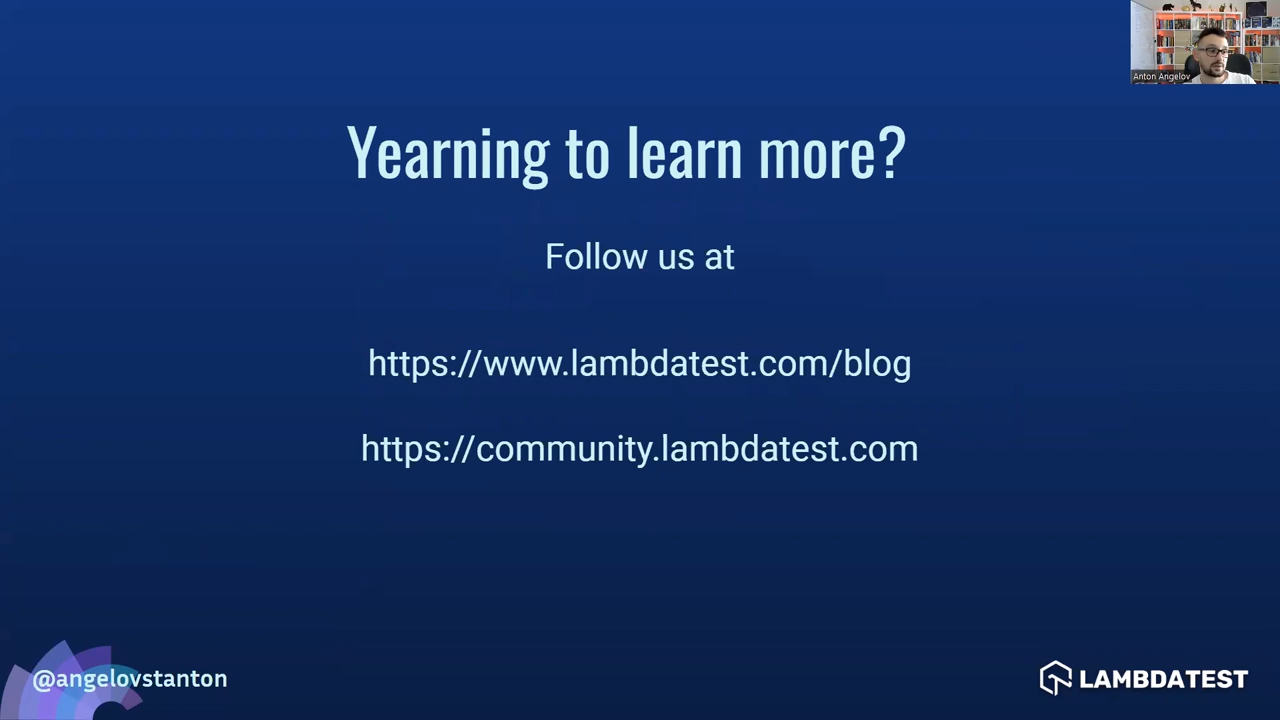 Anton Angelov
Yearning to learn more?
Follow us at
https://www.lambdatest.com/blog
https://community.lambdatest.com
@angelovstanton
LAMBDATEST